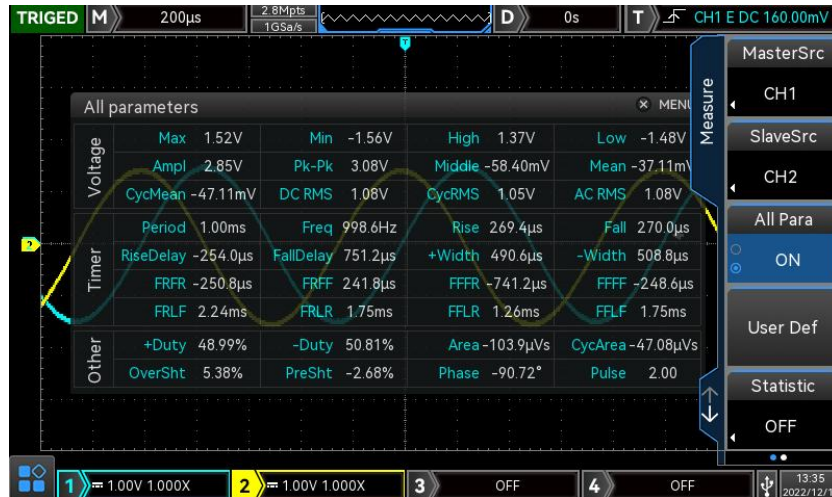 TRIGED M 200µs 2.8Mpts D 0s T CH1 E DC 160.00mV
1GSa/s
T
MasterSrc
CH1
Measure
All parameters MENU
SlaveSrc
CH2
Voltage
Max 1.52V Min -1.56V High 1.37V Low -1.48V
Ampl 2.85V Pk-Pk 3.08V Middle -58.40mV Mean -37.11mV
CycMean -47.11mV DC RMS 1.08V CycRMS 1.05V AC RMS 1.08V
All Para
ON
Timer
Period 1.00ms Freq 998.6Hz Rise 269.4µs Fall 270.0µs
2
RiseDelay -254.0µs FallDelay 751.2µs +Width 490.6µs -Width 508.8µs
FRFR -250.8µs FRFF 241.8µs FFFR -741.2µs FFFF -248.6µs
FRLF 2.24ms FRLR 1.75ms FFLR 1.26ms FFLF 1.75ms
User Def
Other
+Duty 48.99% -Duty 50.81% Area -103.9µVs CycArea -47.08µVs
OverSht 5.38% PreSht -2.68% Phase -90.72° Pulse 2.00
Statistic
OFF
1 1.00V 1.000X 2 1.00V 1.000X 3 OFF 4 OFF 13:35